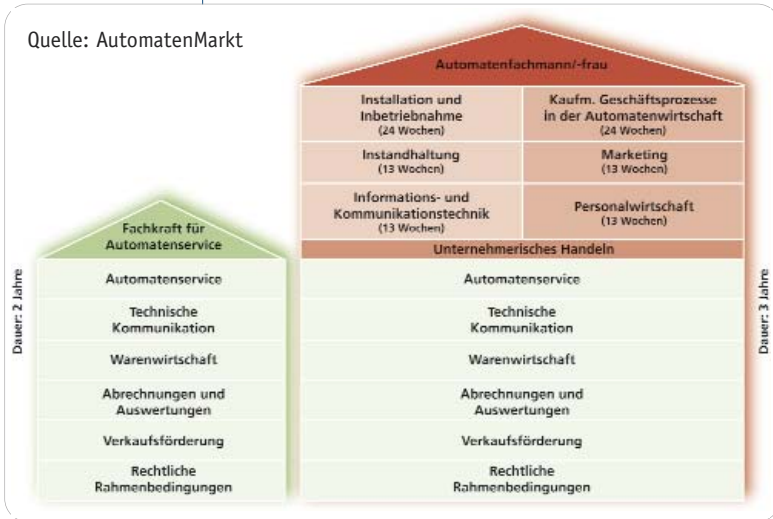 Quelle: AutomatenMarkt
Dauer: 2 Jahre
Fachkraft für
Automatenservice
Automatenservice
Technische
Kommunikation
Warenwirtschaft
Abrechnungen und
Auswertungen
Verkaufsförderung
Rechtliche
Rahmenbedingungen
Automatenfachmann/-frau
Installation und
Inbetriebnahme
(24 Wochen)
Kaufm. Geschäftsprozesse
in der Automatenwirtschaft
(24 Wochen)
Instandhaltung
(13 Wochen)
Marketing
(13 Wochen)
Informations- und
Kommunikationstechnik
(13 Wochen)
Personalwirtschaft
(13 Wochen)
Unternehmerisches Handeln
Automatenservice
Technische
Kommunikation
Warenwirtschaft
Abrechnungen und
Auswertungen
Verkaufsförderung
Rechtliche
Rahmenbedingungen
Dauer: 3 Jahre